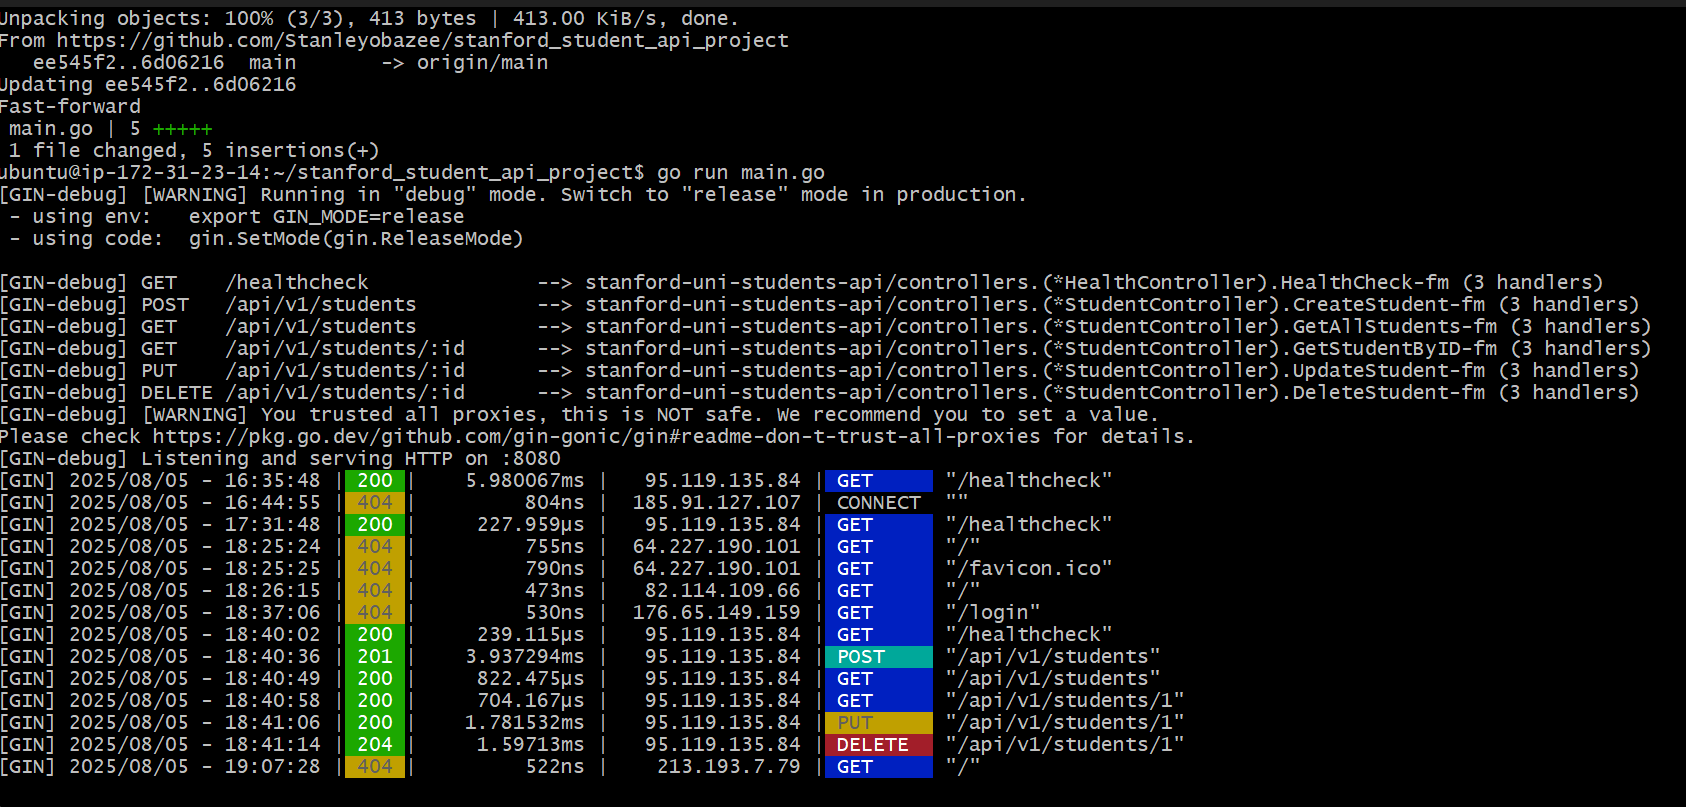 Unpacking objects: 100% (3/3), 413 bytes | 413.00 KiB/s, done.
From https://github.com/Stanleyobazee/stanford_student_api_project
   ee545f2..6d06216  main       -> origin/main
Updating ee545f2..6d06216
Fast-forward
 main.go | 5 +++++
 1 file changed, 5 insertions(+)
ubuntu@ip-172-31-23-14:~/stanford_student_api_project$ go run main.go
[GIN-debug] [WARNING] Running in "debug" mode. Switch to "release" mode in production.
 - using env:   export GIN_MODE=release
 - using code:  gin.SetMode(gin.ReleaseMode)

[GIN-debug] GET    /healthcheck              --> stanford-uni-students-api/controllers.(*HealthController).HealthCheck-fm (3 handlers)
[GIN-debug] POST   /api/v1/students          --> stanford-uni-students-api/controllers.(*StudentController).CreateStudent-fm (3 handlers)
[GIN-debug] GET    /api/v1/students          --> stanford-uni-students-api/controllers.(*StudentController).GetAllStudents-fm (3 handlers)
[GIN-debug] GET    /api/v1/students/:id      --> stanford-uni-students-api/controllers.(*StudentController).GetStudentByID-fm (3 handlers)
[GIN-debug] PUT    /api/v1/students/:id      --> stanford-uni-students-api/controllers.(*StudentController).UpdateStudent-fm (3 handlers)
[GIN-debug] DELETE /api/v1/students/:id      --> stanford-uni-students-api/controllers.(*StudentController).DeleteStudent-fm (3 handlers)
[GIN-debug] [WARNING] You trusted all proxies, this is NOT safe. We recommend you to set a value.
Please check https://pkg.go.dev/github.com/gin-gonic/gin#readme-don-t-trust-all-proxies for details.
[GIN-debug] Listening and serving HTTP on :8080
[GIN] 2025/08/05 - 16:35:48 | 200 |    5.980067ms |   95.119.135.84 | GET      "/healthcheck"
[GIN] 2025/08/05 - 16:44:55 | 404 |         804ns |  185.91.127.107 | CONNECT  ""
[GIN] 2025/08/05 - 17:31:48 | 200 |     227.959µs |   95.119.135.84 | GET      "/healthcheck"
[GIN] 2025/08/05 - 18:25:24 | 404 |         755ns |  64.227.190.101 | GET      "/"
[GIN] 2025/08/05 - 18:25:25 | 404 |         790ns |  64.227.190.101 | GET      "/favicon.ico"
[GIN] 2025/08/05 - 18:26:15 | 404 |         473ns |   82.114.109.66 | GET      "/"
[GIN] 2025/08/05 - 18:37:06 | 404 |         530ns |  176.65.149.159 | GET      "/login"
[GIN] 2025/08/05 - 18:40:02 | 200 |     239.115µs |   95.119.135.84 | GET      "/healthcheck"
[GIN] 2025/08/05 - 18:40:36 | 201 |    3.937294ms |   95.119.135.84 | POST     "/api/v1/students"
[GIN] 2025/08/05 - 18:40:49 | 200 |     822.475µs |   95.119.135.84 | GET      "/api/v1/students"
[GIN] 2025/08/05 - 18:40:58 | 200 |     704.167µs |   95.119.135.84 | GET      "/api/v1/students/1"
[GIN] 2025/08/05 - 18:41:06 | 200 |    1.781532ms |   95.119.135.84 | PUT      "/api/v1/students/1"
[GIN] 2025/08/05 - 18:41:14 | 204 |     1.59713ms |   95.119.135.84 | DELETE   "/api/v1/students/1"
[GIN] 2025/08/05 - 19:07:28 | 404 |         522ns |    213.193.7.79 | GET      "/"